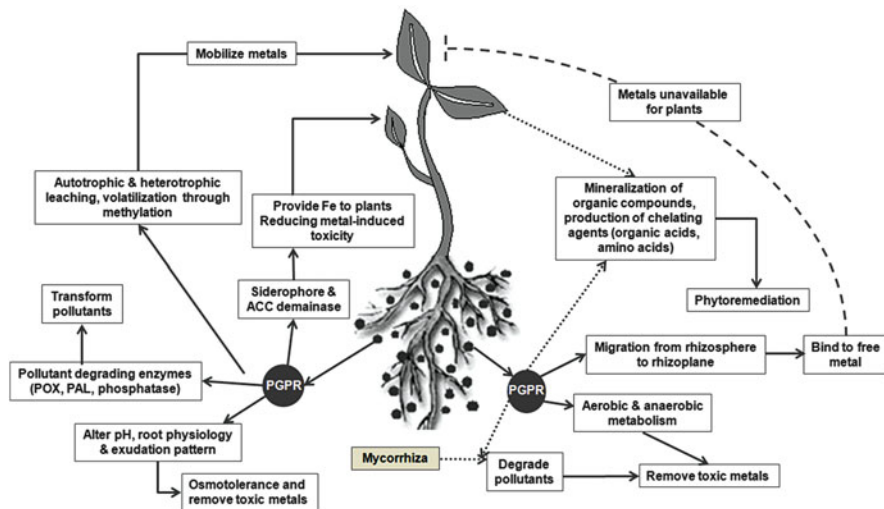 Mobilize metals
Metals unavailable
for plants
Autotrophic & heterotrophic
leaching, volatilization through
methylation
Provide Fe to plants
Reducing metal-induced
toxicity
Mineralization of
organic compounds,
production of chelating
agents (organic acids,
amino acids)
Transform
pollutants
Siderophore &
ACC demainase
Phytoremediation
Pollutant degrading enzymes
(POX, PAL, phosphatase)
PGPR
PGPR
Migration from rhizosphere
to rhizoplane
Bind to free
metal
Alter pH, root physiology
& exudation pattern
Aerobic & anaerobic
metabolism
Mycorrhiza
Degrade
pollutants
Remove toxic metals
Osmotolerance and
remove toxic metals